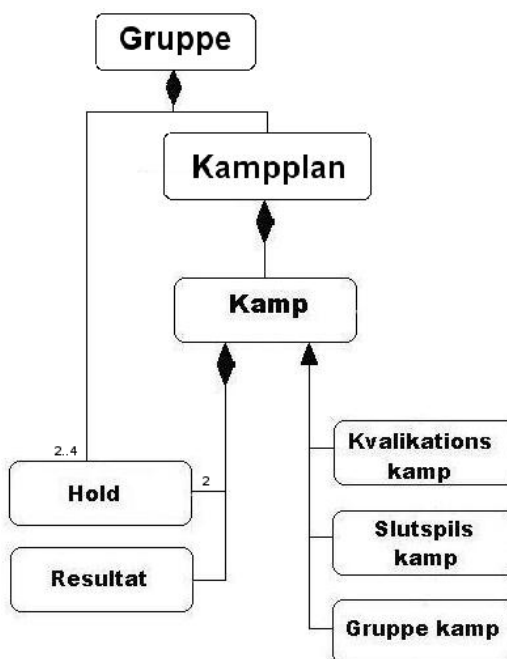 Gruppe
Kampplan
Kamp
2..4
Hold
2
Resultat
Kvalikations
kamp
Slutspils
kamp
Gruppe kamp